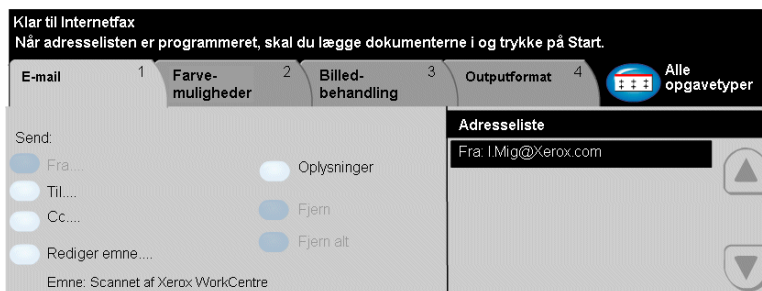 Klar til Internetfax
Når adresselisten er programmeret, skal du lægge dokumenterne i og trykke på Start.
E-mail 1
Farve- 2
muligheder
Billed- 3
behandling
Outputformat 4
Alle
opgavetyper
Send:
Fra....
Til....
Cc....
Rediger emne....
Emne: Scannet af Xerox WorkCentre
Oplysninger
Fjern
Fjern alt
Adresseliste
Fra: I.Mig@Xerox.com